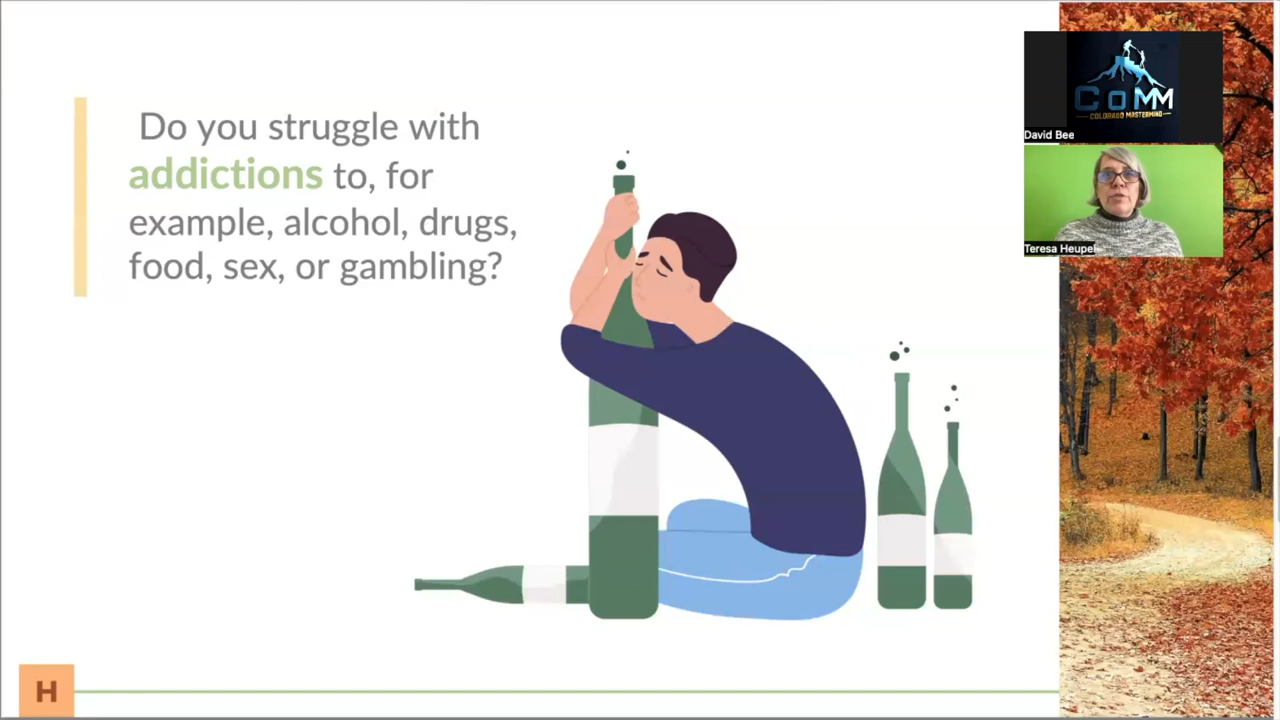 Do you struggle with
addictions to, for
example, alcohol, drugs,
food, sex, or gambling?
CoMM
COLORADO MASTERMIND
David Bee
Teresa Heupel
H